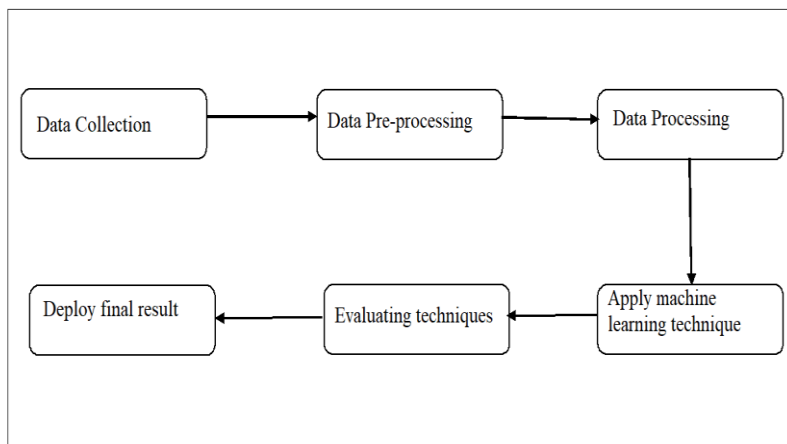 Data Collection
Data Pre-processing
Data Processing
Apply machine
learning technique
Evaluating techniques
Deploy final result